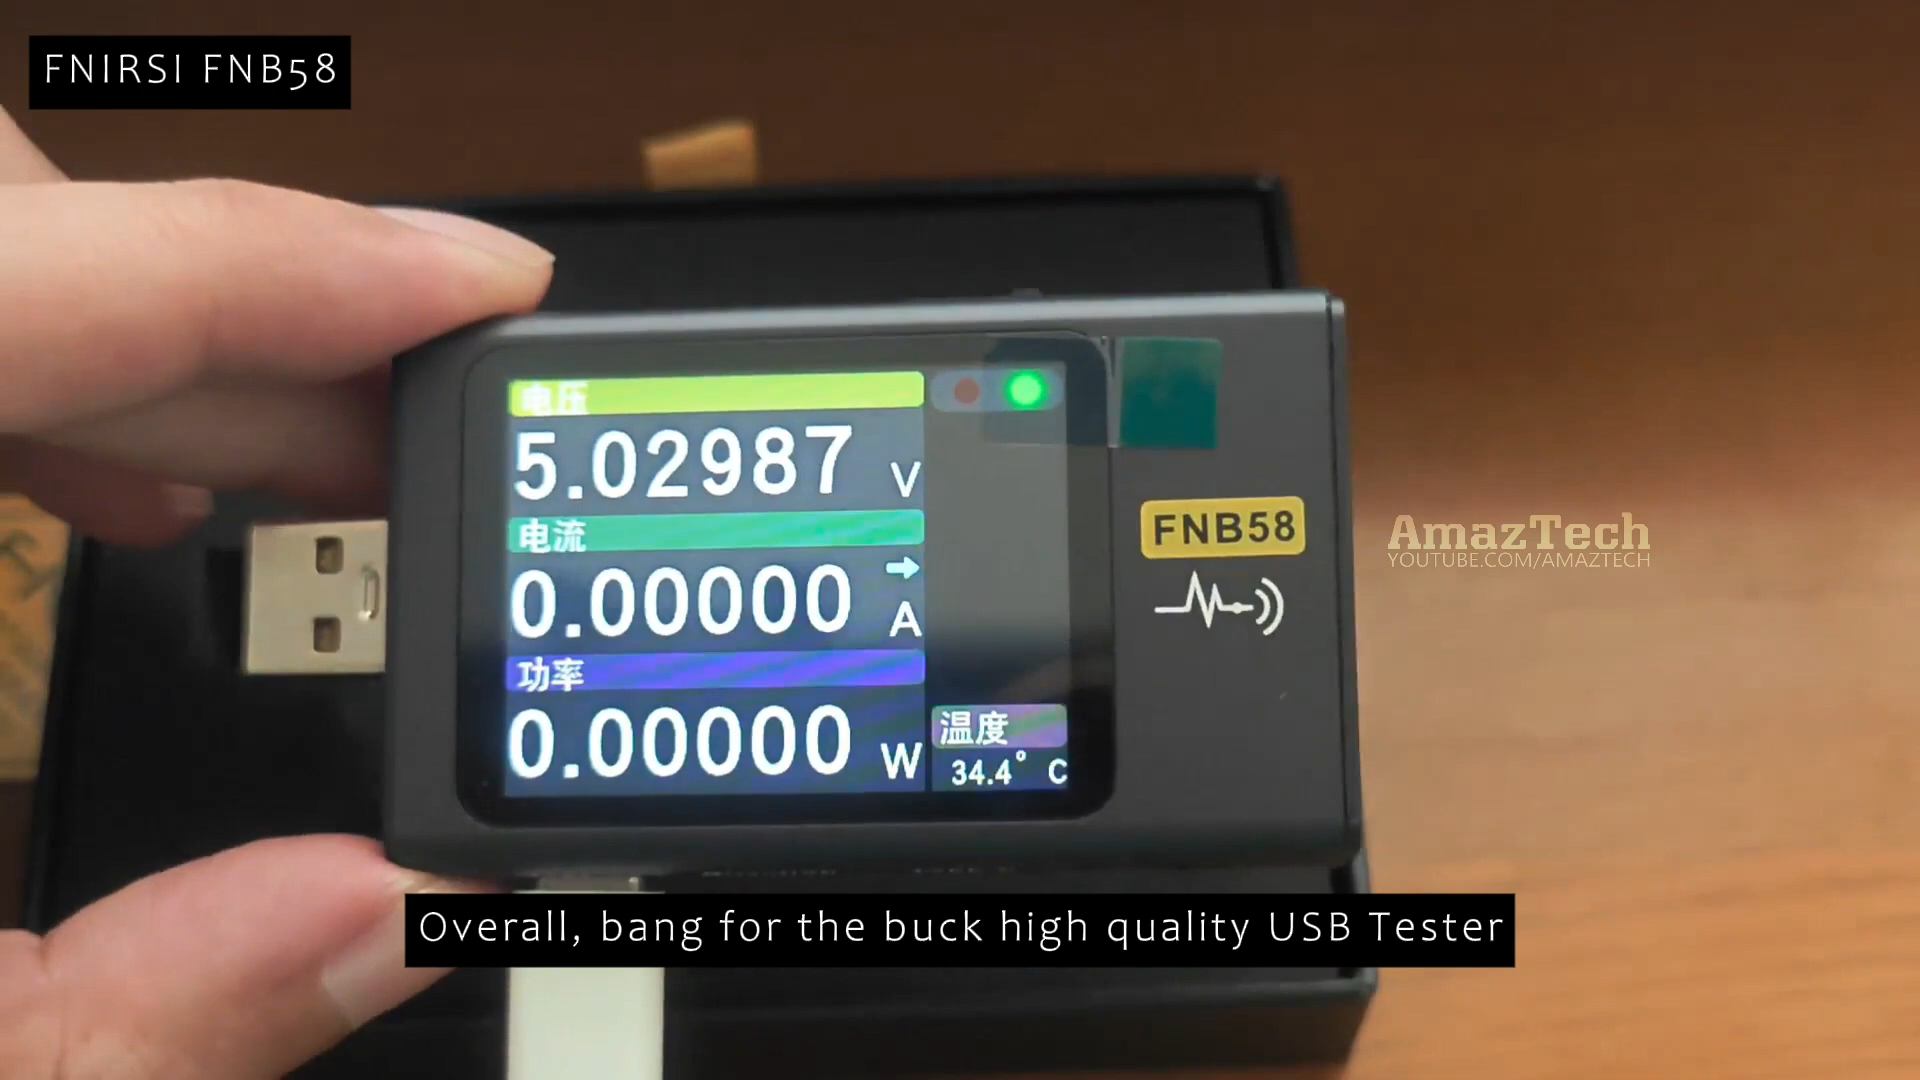 FNIRSI FNB58
电压
5.02987 V
电流
0.00000 A
功率
0.00000 W
温度
34.4° C
FNB58
AmazTech
YOUTUBE.COM/AMAZTECH
Overall, bang for the buck high quality USB Tester